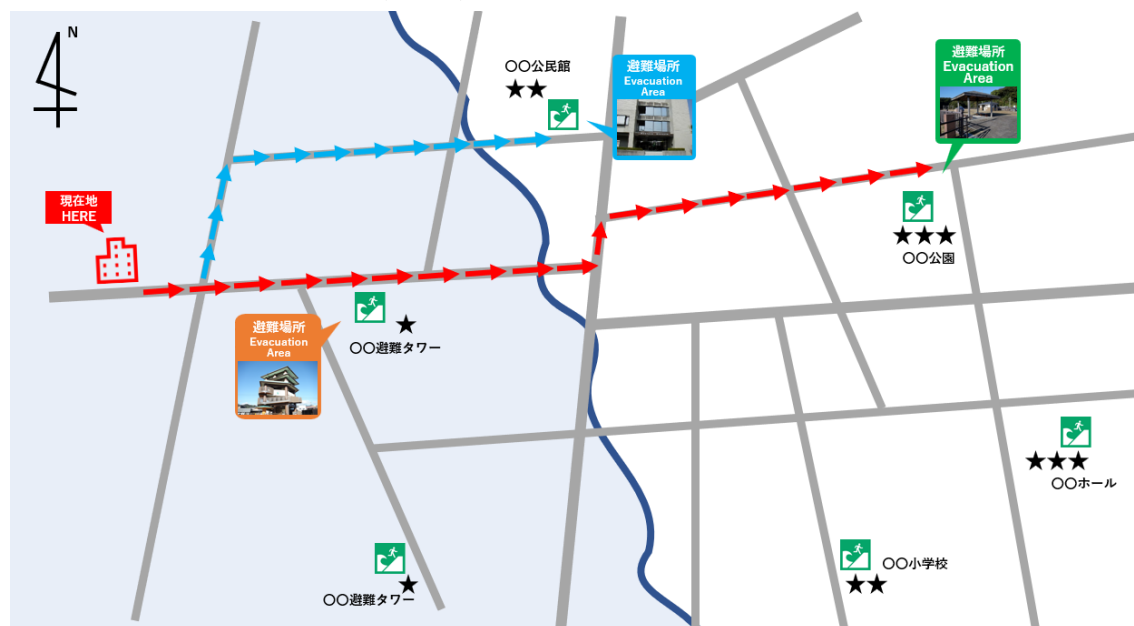 N
〇〇公民館
★★
避難場所
Evacuation
Area
避難場所
Evacuation
Area
現在地
HERE
★★★
〇〇公園
避難場所
Evacuation
Area
★
〇〇避難タワー
★★★
〇〇ホール
〇〇小学校
★★
★
〇〇避難タワー